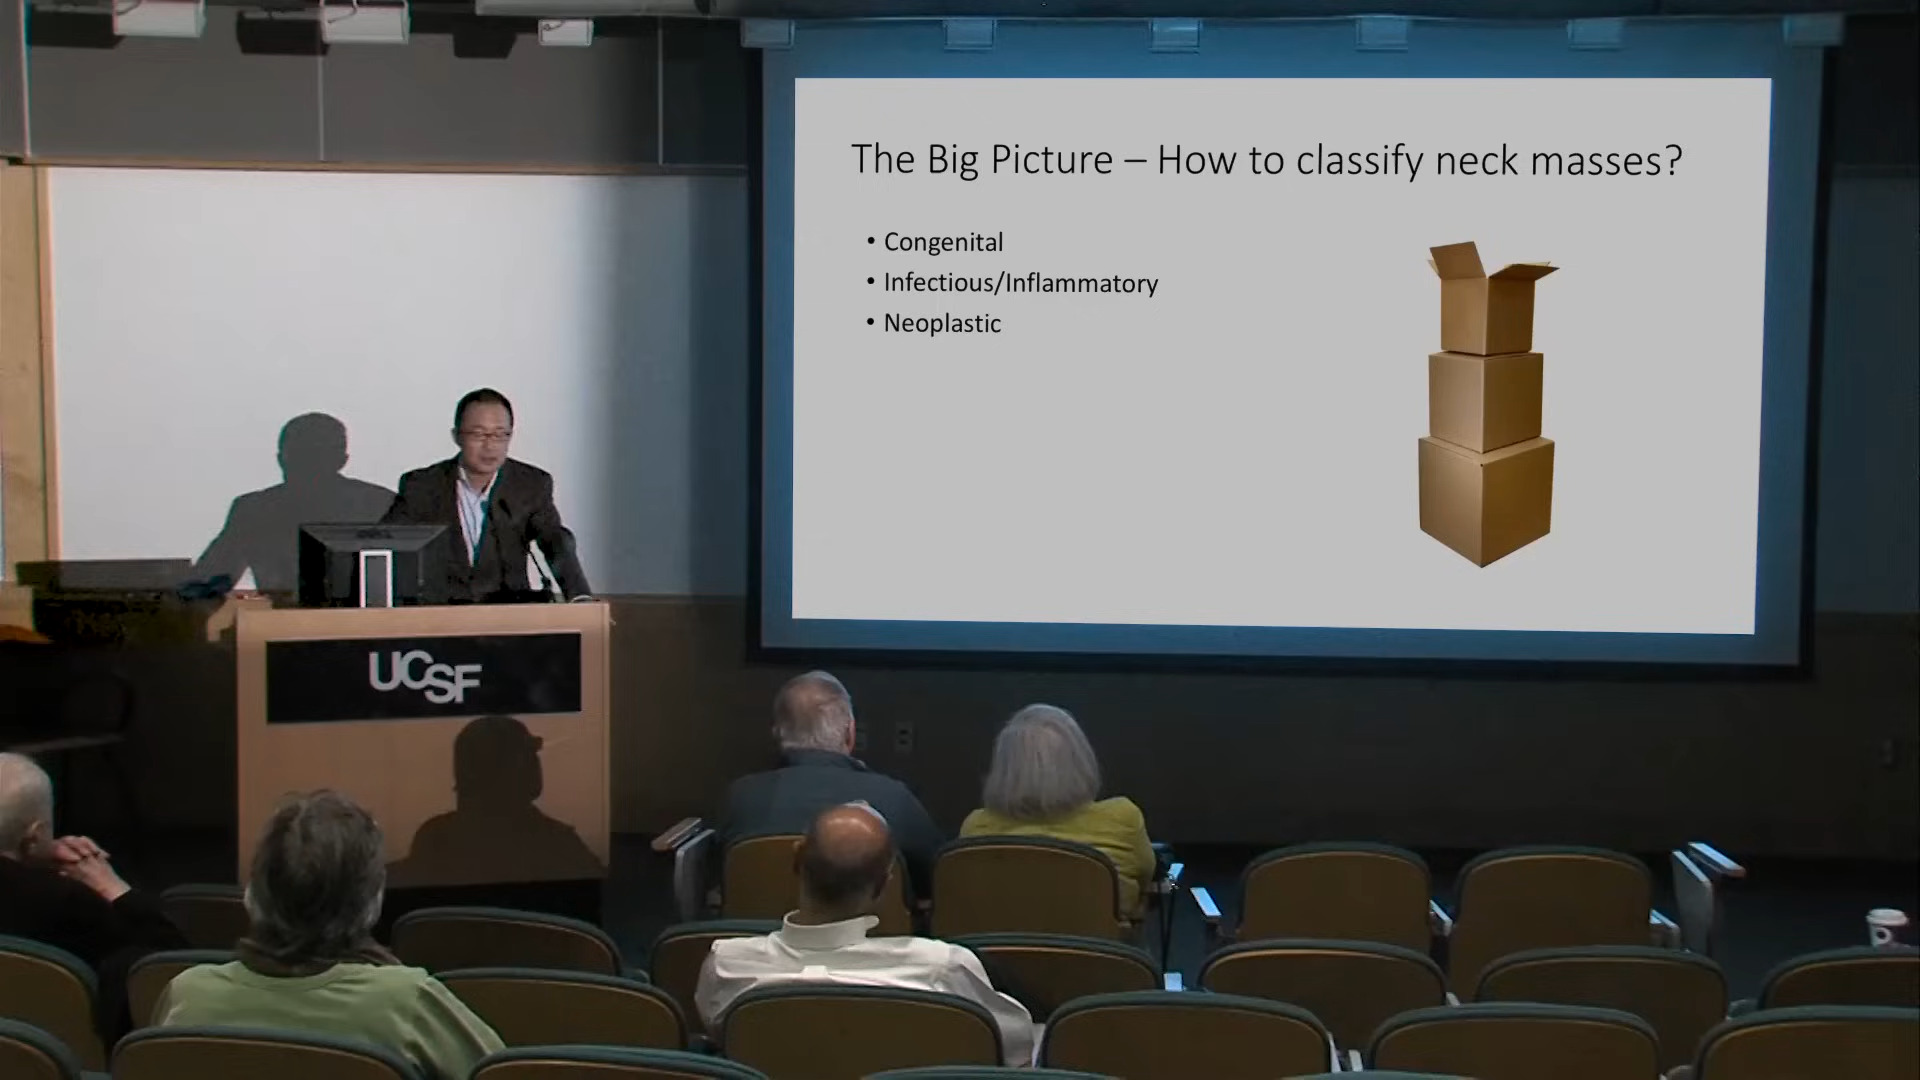 The Big Picture – How to classify neck masses?
• Congenital
• Infectious/Inflammatory
• Neoplastic
UCSF